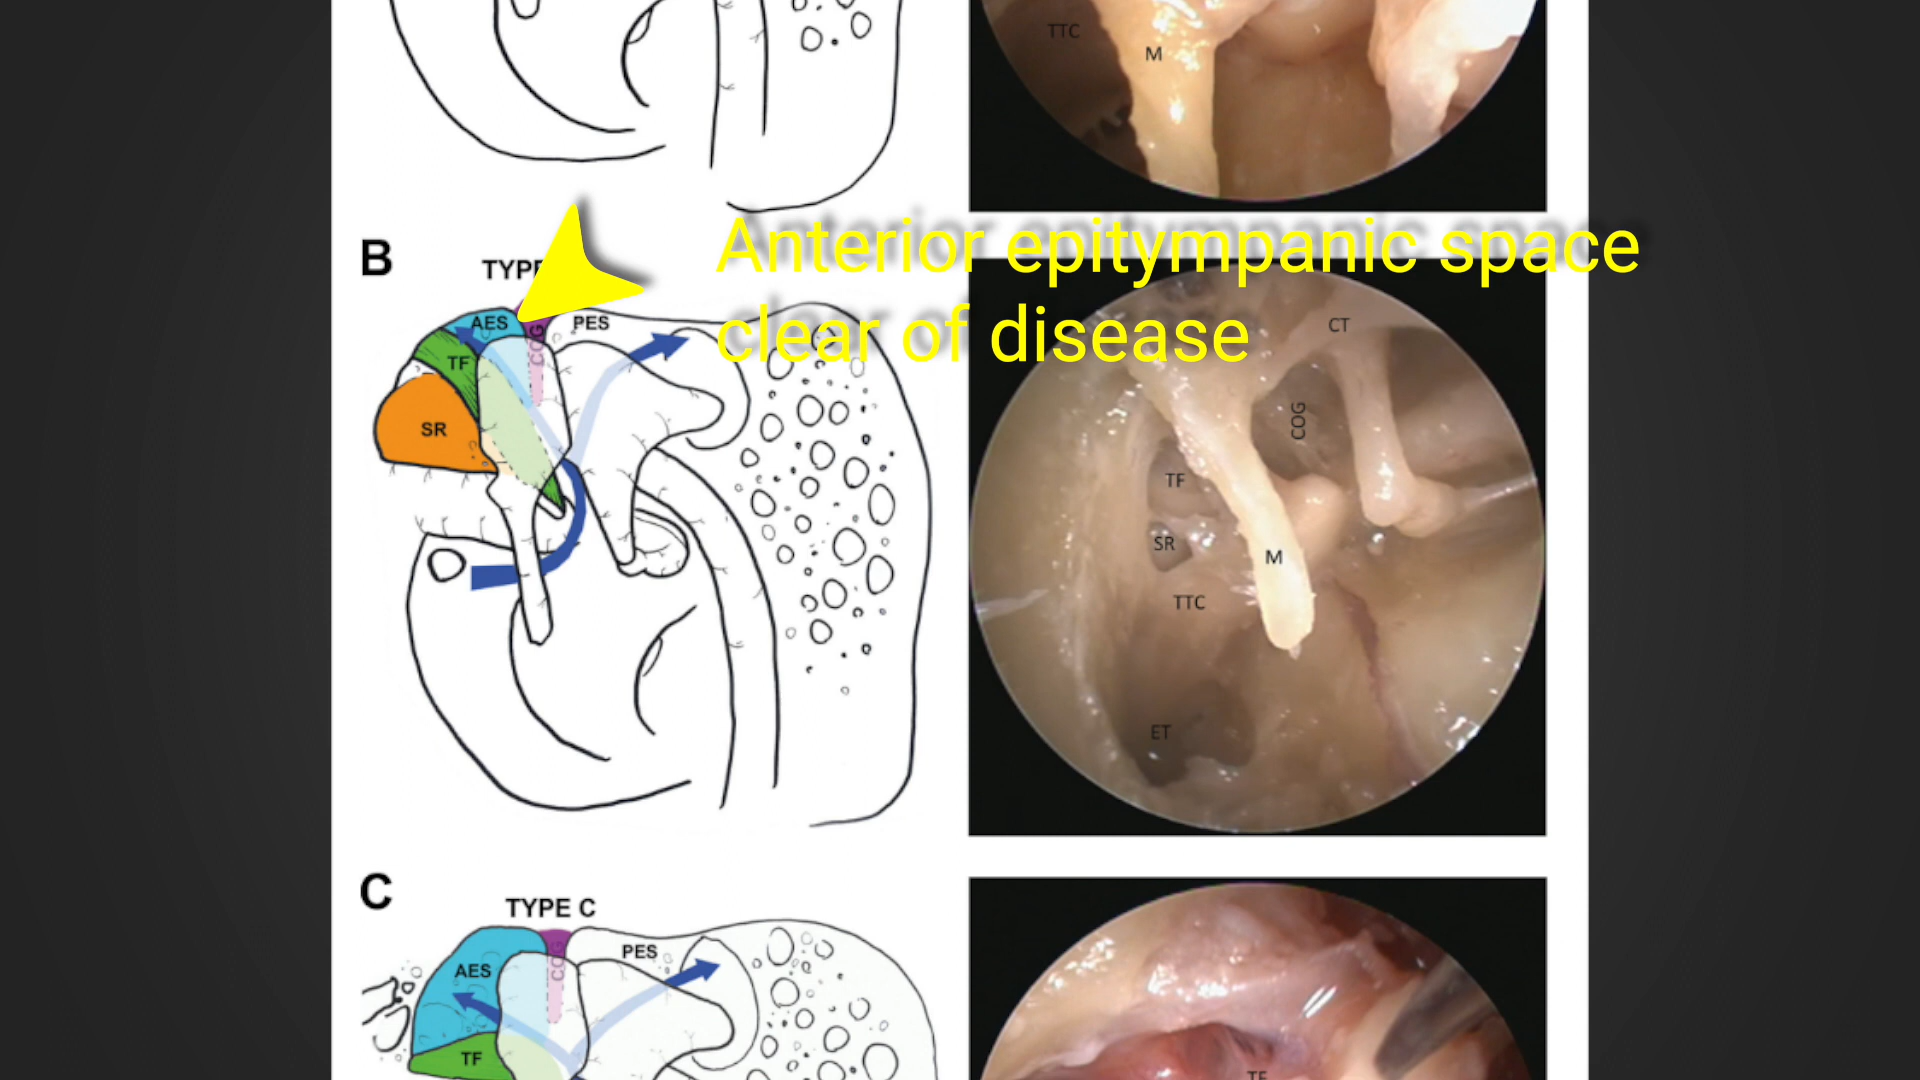 TTC
M
B
TYPE
Anterior epitympanic space
clear of disease
AES
COG
PES
TF
SR
CT
COG
TF
SR
M
TTC
ET
C
TYPE C
AES
COG
PES
TF
TF